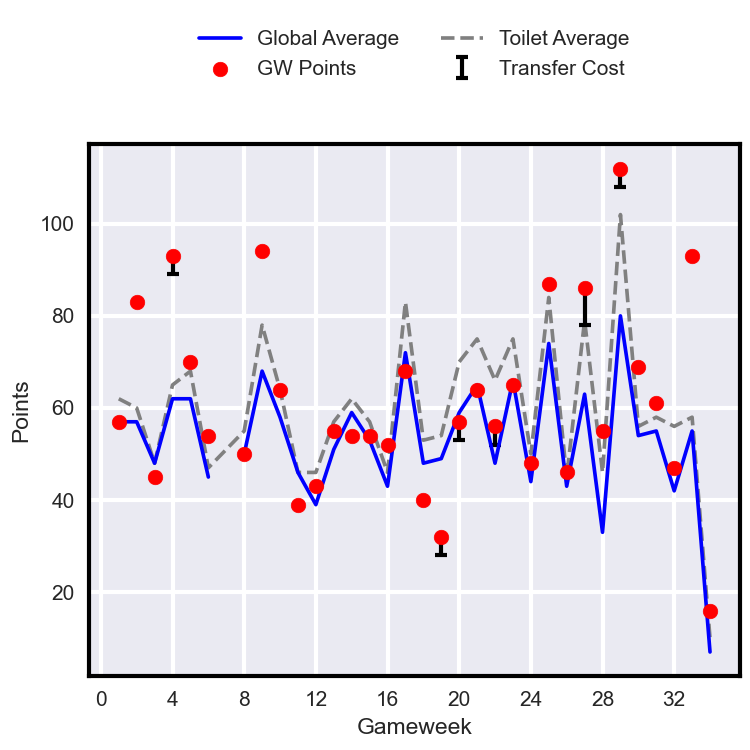 Global Average
Toilet Average
GW Points
Transfer Cost
100
80
60
40
20
Points
0
4
8
12
16
20
24
28
32
Gameweek